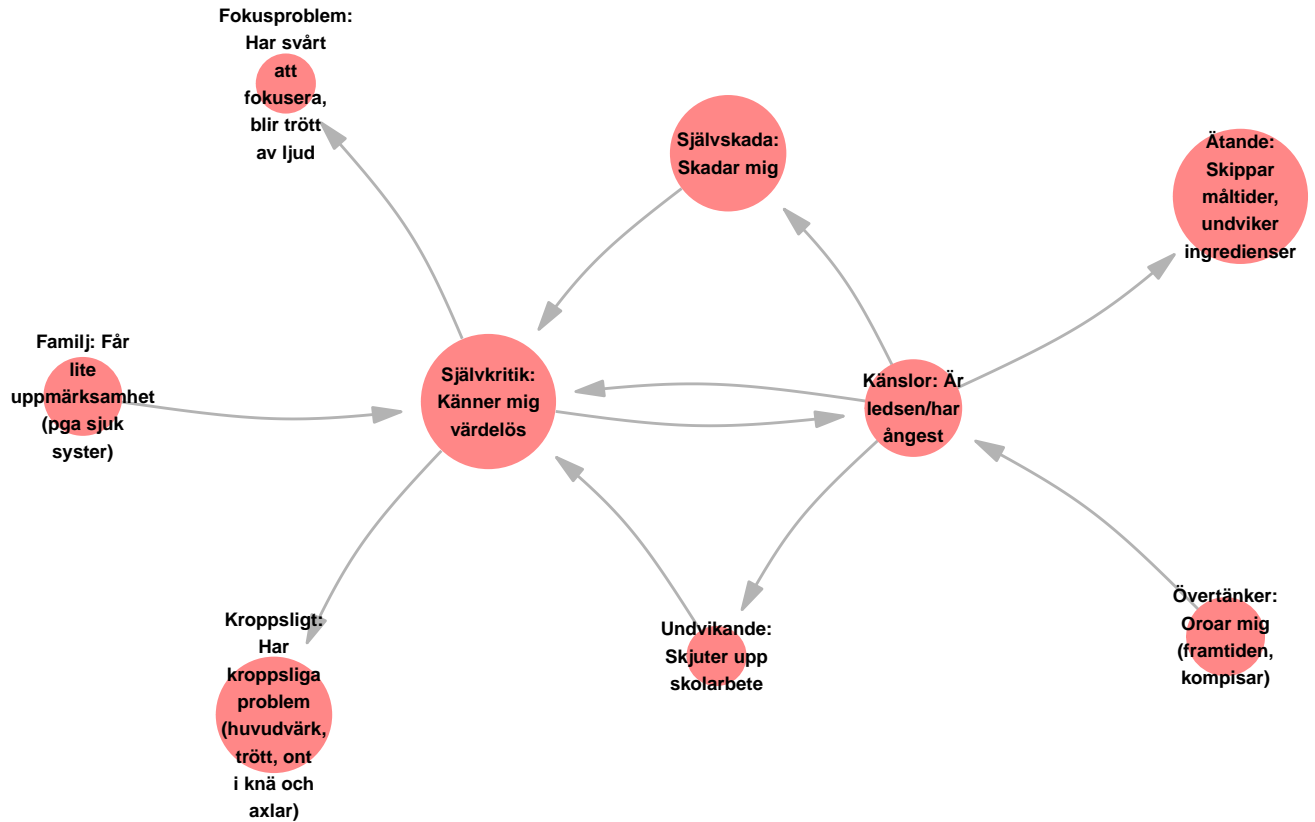 Fokusproblem:
Har svårt
att
fokusera,
blir trött
av ljud
Självskada:
Skadar mig
Ätande:
Skippar
måltider,
undviker
ingredienser
Familj: Får
lite
uppmärksamhet
(pga sjuk
syster)
Självkritik:
Känner mig
värdelös
Känslor: Är
ledsen/har
ångest
Kroppsligt:
Har
kroppsliga
problem
(huvudvärk,
trött, ont
i knä och
axlar)
Undvikande:
Skjuter upp
skolarbete
Övertänker:
Oroar mig
(framtiden,
kompisar)